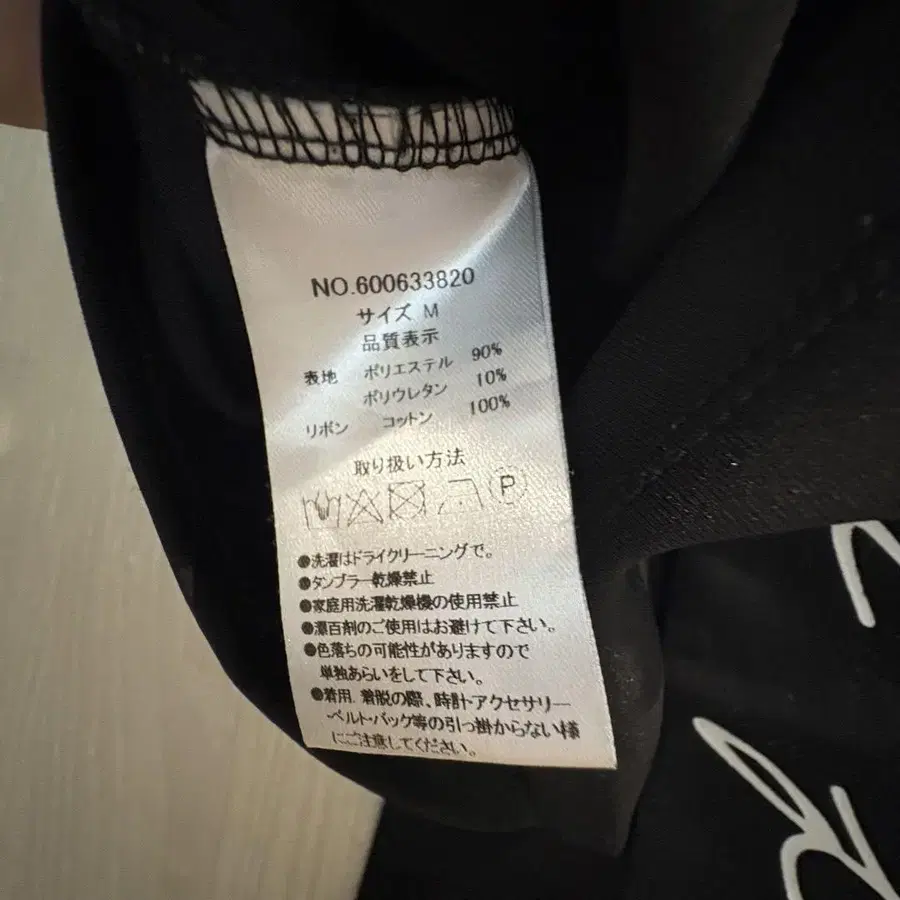 NO.600633820
サイズ M
品質表示
表地 ポリエステル 90%
ポリウレタン 10%
リボン コットン 100%
取り扱い方法
P
●洗濯はドライクリーニングで。
●タンブラー乾燥禁止
●家庭用洗濯乾燥機の使用禁止
●漂白剤のご使用はお避けて下さい。
●色落ちの可能性がありますので
単独あらいをして下さい。
●着用.着脱の際、時計・アクセサリー
ベルト・バック等の引っ掛からない様
にご注意してください。